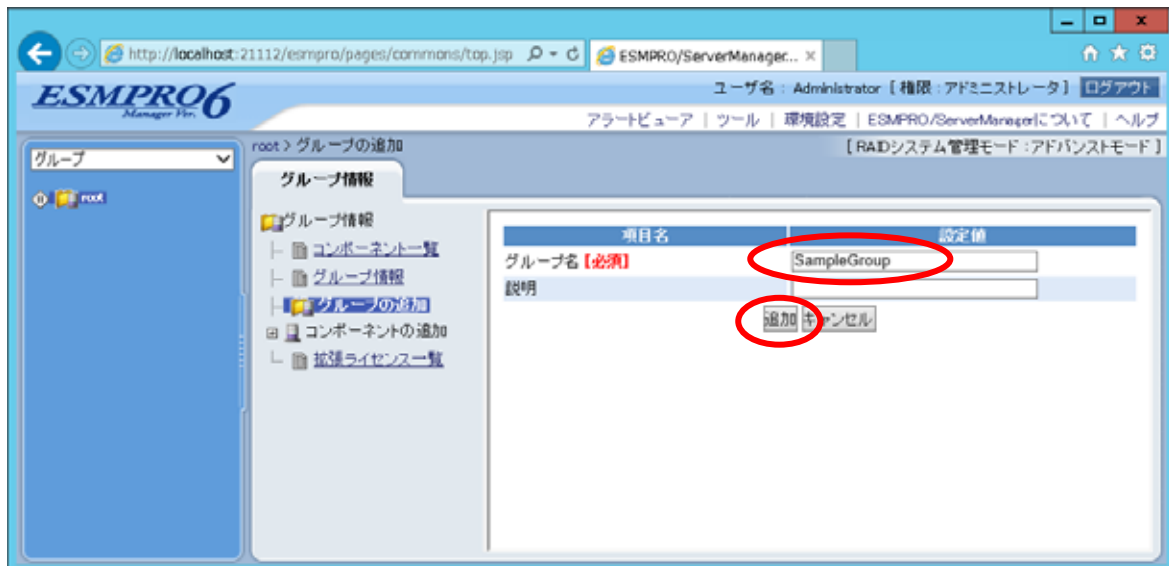 http://localhost:21112/esmpro/pages/commons/top.jsp
ESMPRO/ServerManager... ×
ESMPRO6
Manager Ver.
ユーザ名 : Administrator [ 権限 : アドミニストレータ ] ログアウト
アラートビューア | ツール | 環境設定 | ESMPRO/ServerManagerについて | ヘルプ
グループ
root > グループの追加
[ RAIDシステム管理モード : アドバンストモード ]
root
グループ情報
グループ情報
コンポーネント一覧
グループ情報
グループの追加
コンポーネントの追加
拡張ライセンス一覧
項目名 設定値
グループ名 [必須] SampleGroup
説明
追加 キャンセル